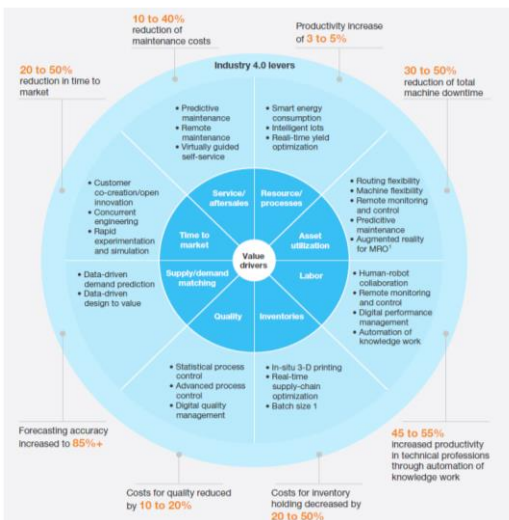 10 to 40%
reduction of
maintenance costs
Productivity increase
of 3 to 5%
20 to 50%
reduction in time to
market
Industry 4.0 levers
30 to 50%
reduction of total
machine downtime
• Predictive
maintenance
• Remote
maintenance
• Virtually guided
self-service
• Smart energy
consumption
• Intelligent lots
• Real-time yield
optimization
• Customer
co-creation/open
innovation
• Concurrent
engineering
• Rapid
experimentation
and simulation
• Routing flexibility
• Machine flexibility
• Remote monitoring
and control
• Predicitive
maintenance
• Augmented reality
for MRO¹
Service/
aftersales
Resource/
processes
Time to
market
Asset
utilization
Value
drivers
Supply/demand
matching
Labor
Quality
Inventories
• Data-driven
demand prediction
• Data-driven
design to value
• Human-robot
collaboration
• Remote monitoring
and control
• Digital performance
management
• Automation of
knowledge work
• Statistical process
control
• Advanced process
control
• Digital quality
management
• In-situ 3-D printing
• Real-time
supply-chain
optimization
• Batch size 1
Forecasting accuracy
increased to 85%+
45 to 55%
increased productivity
in technical professions
through automation of
knowledge work
Costs for quality reduced
by 10 to 20%
Costs for inventory
holding decreased by
20 to 50%